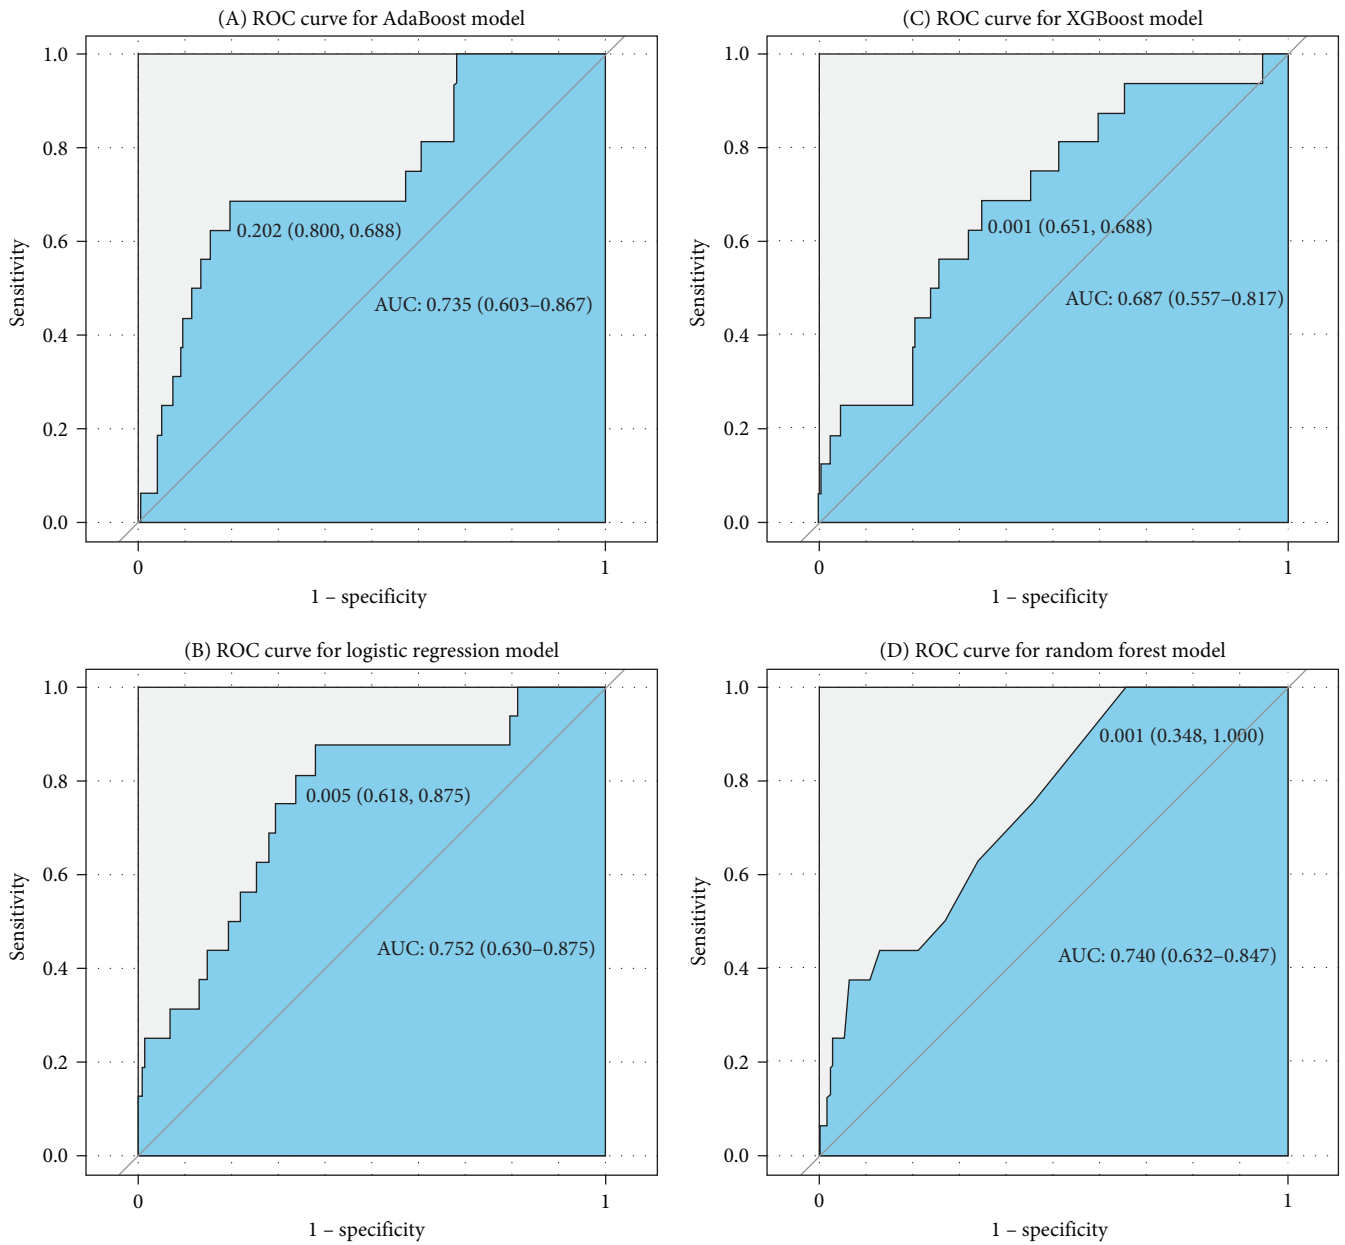 (A) ROC curve for AdaBoost model
1.0
0.8
0.6
0.4
0.2
0.0
Sensitivity
0.202 (0.800, 0.688)
AUC: 0.735 (0.603–0.867)
0 1
1 – specificity
(C) ROC curve for XGBoost model
1.0
0.8
0.6
0.4
0.2
0.0
Sensitivity
0.001 (0.651, 0.688)
AUC: 0.687 (0.557–0.817)
0 1
1 – specificity
(B) ROC curve for logistic regression model
1.0
0.8
0.6
0.4
0.2
0.0
Sensitivity
0.005 (0.618, 0.875)
AUC: 0.752 (0.630–0.875)
0 1
1 – specificity
(D) ROC curve for random forest model
1.0
0.8
0.6
0.4
0.2
0.0
Sensitivity
0.001 (0.348, 1.000)
AUC: 0.740 (0.632–0.847)
0 1
1 – specificity